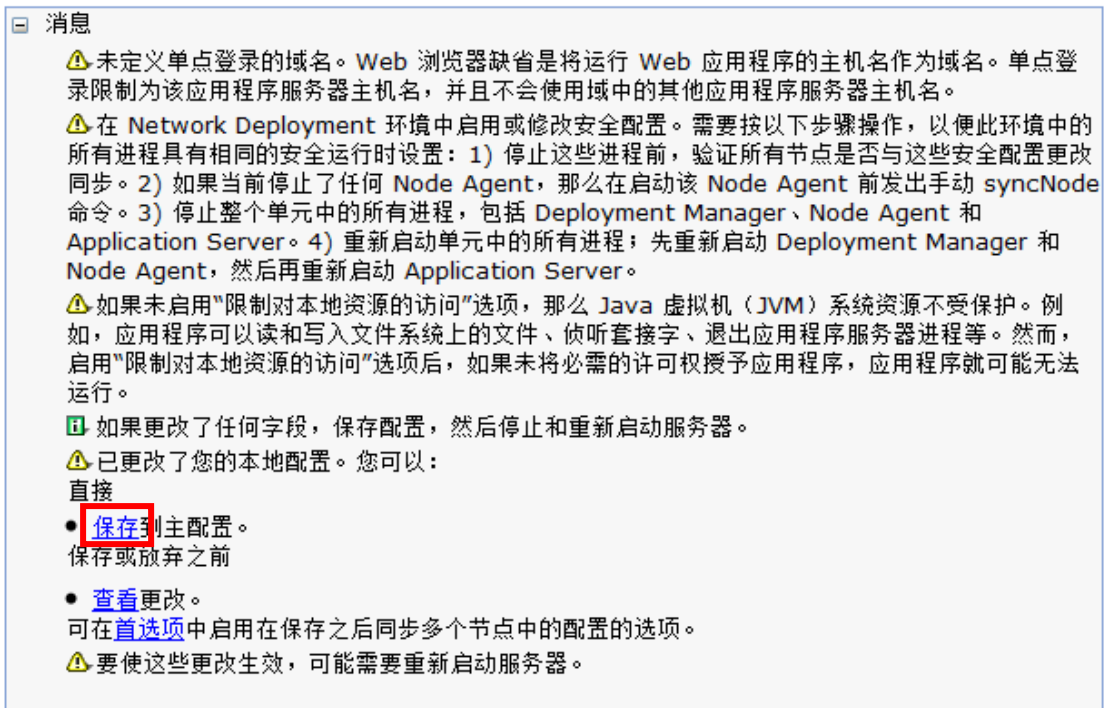 消息
未定义单点登录的域名。Web 浏览器缺省是将运行 Web 应用程序的主机名作为域名。单点登
录限制为该应用程序服务器主机名，并且不会使用域中的其他应用程序服务器主机名。
在 Network Deployment 环境中启用或修改安全配置。需要按以下步骤操作，以便此环境中的
所有进程具有相同的安全运行时设置：1) 停止这些进程前，验证所有节点是否与这些安全配置更改
同步。2) 如果当前停止了任何 Node Agent，那么在启动该 Node Agent 前发出手动 syncNode
命令。3) 停止整个单元中的所有进程，包括 Deployment Manager、Node Agent 和
Application Server。4) 重新启动单元中的所有进程；先重新启动 Deployment Manager 和
Node Agent，然后再重新启动 Application Server。
如果未启用“限制对本地资源的访问”选项，那么 Java 虚拟机（JVM）系统资源不受保护。例
如，应用程序可以读和写入文件系统上的文件、侦听套接字、退出应用程序服务器进程等。然而，
启用“限制对本地资源的访问”选项后，如果未将必需的许可权授予应用程序，应用程序就可能无法
运行。
如果更改了任何字段，保存配置，然后停止和重新启动服务器。
已更改了您的本地配置。您可以：
直接
● 保存到主配置。
保存或放弃之前
● 查看更改。
可在首选项中启用在保存之后同步多个节点中的配置的选项。
要使这些更改生效，可能需要重新启动服务器。